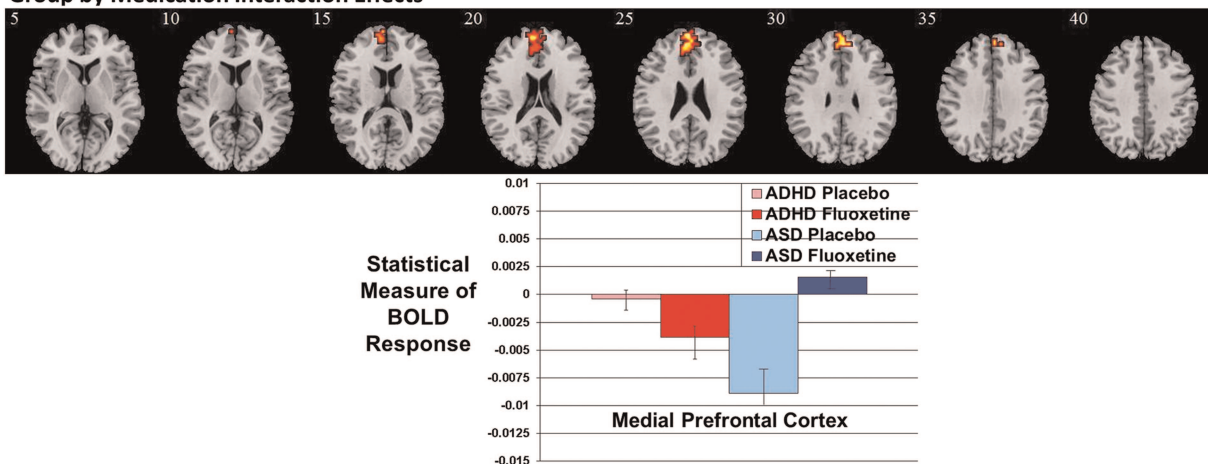 Group by Medication Interaction Effects
5 10 15 20 25 30 35 40
0.01
0.0075
0.005
0.0025
0
-0.0025
-0.005
-0.0075
-0.01
-0.0125
-0.015
Statistical
Measure of
BOLD
Response
ADHD Placebo
ADHD Fluoxetine
ASD Placebo
ASD Fluoxetine
Medial Prefrontal Cortex